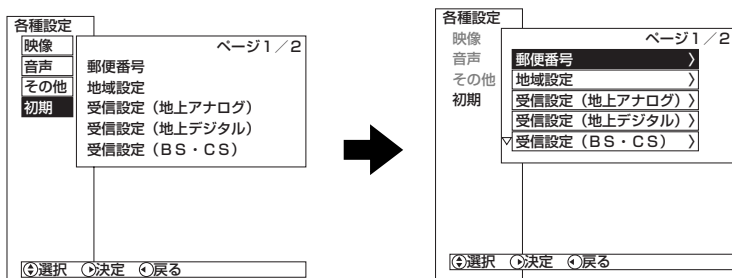 各種設定
映像
音声
その他
初期
ページ1/2
郵便番号
地域設定
受信設定(地上アナログ)
受信設定(地上デジタル)
受信設定(BS・CS)
選択 決定 戻る
各種設定
映像
音声
その他
初期
ページ1/2
郵便番号 〉
地域設定 〉
受信設定(地上アナログ)〉
受信設定(地上デジタル)〉
▽受信設定(BS・CS) 〉
選択 決定 戻る